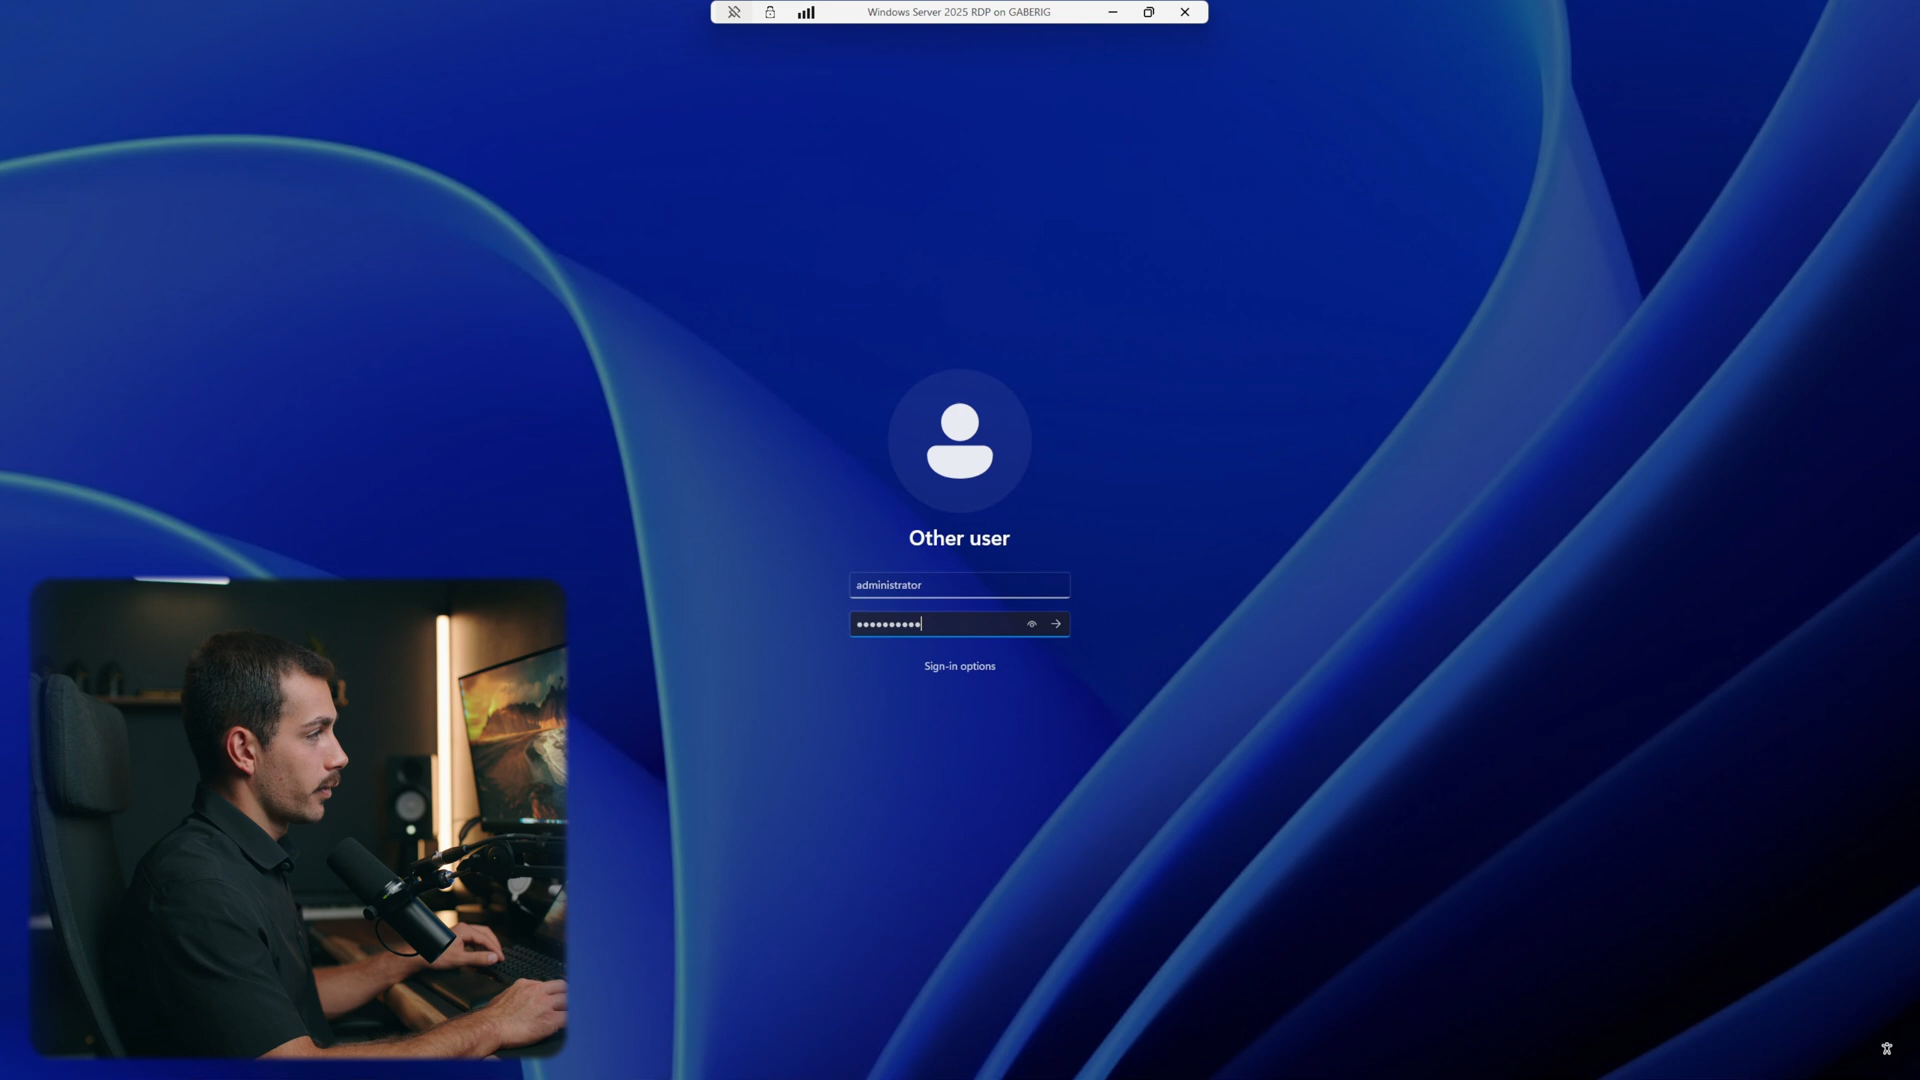 Windows Server 2025 RDP on GABERIG
Other user
administrator
Sign-in options